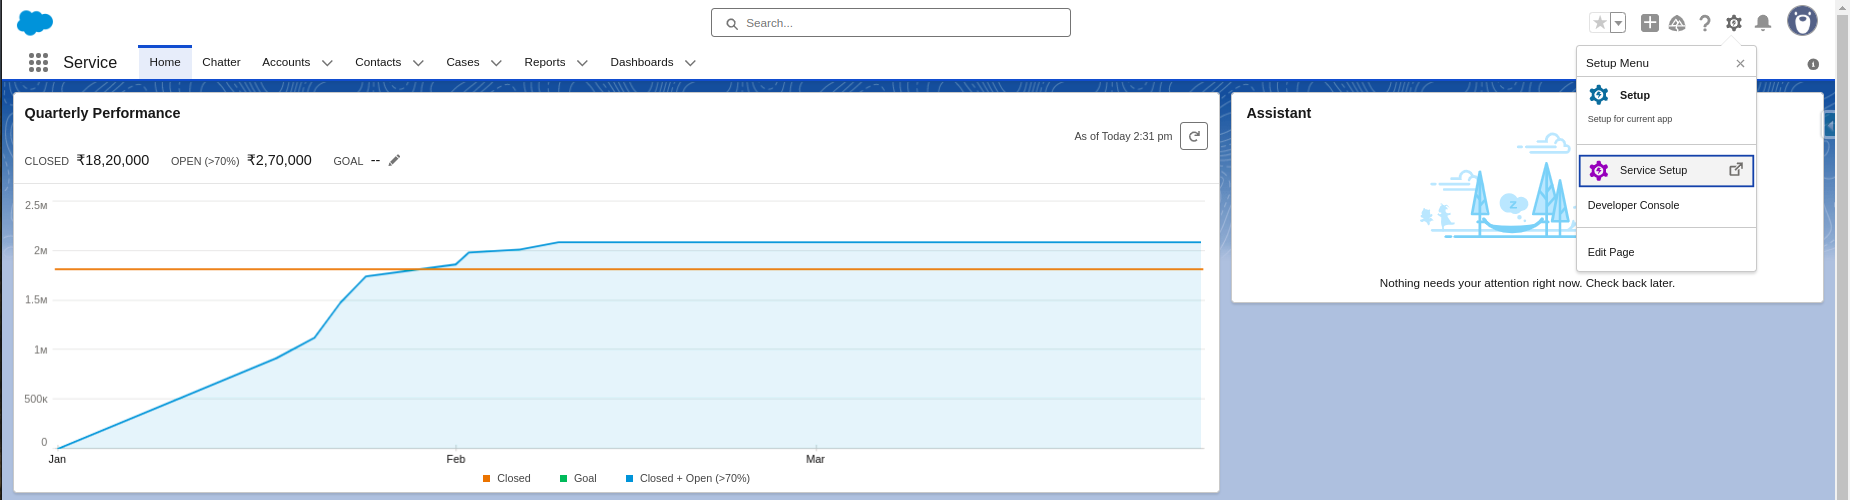 Search...
Service
Home
Chatter
Accounts
Contacts
Cases
Reports
Dashboards
Setup Menu
Setup
Setup for current app
Service Setup
Developer Console
Edit Page
Quarterly Performance
As of Today 2:31 pm
CLOSED ₹18,20,000 OPEN (>70%) ₹2,70,000 GOAL --
2.5M
2M
1.5M
1M
500K
0
Jan Feb Mar
Closed Goal Closed + Open (>70%)
Assistant
z
Nothing needs your attention right now. Check back later.